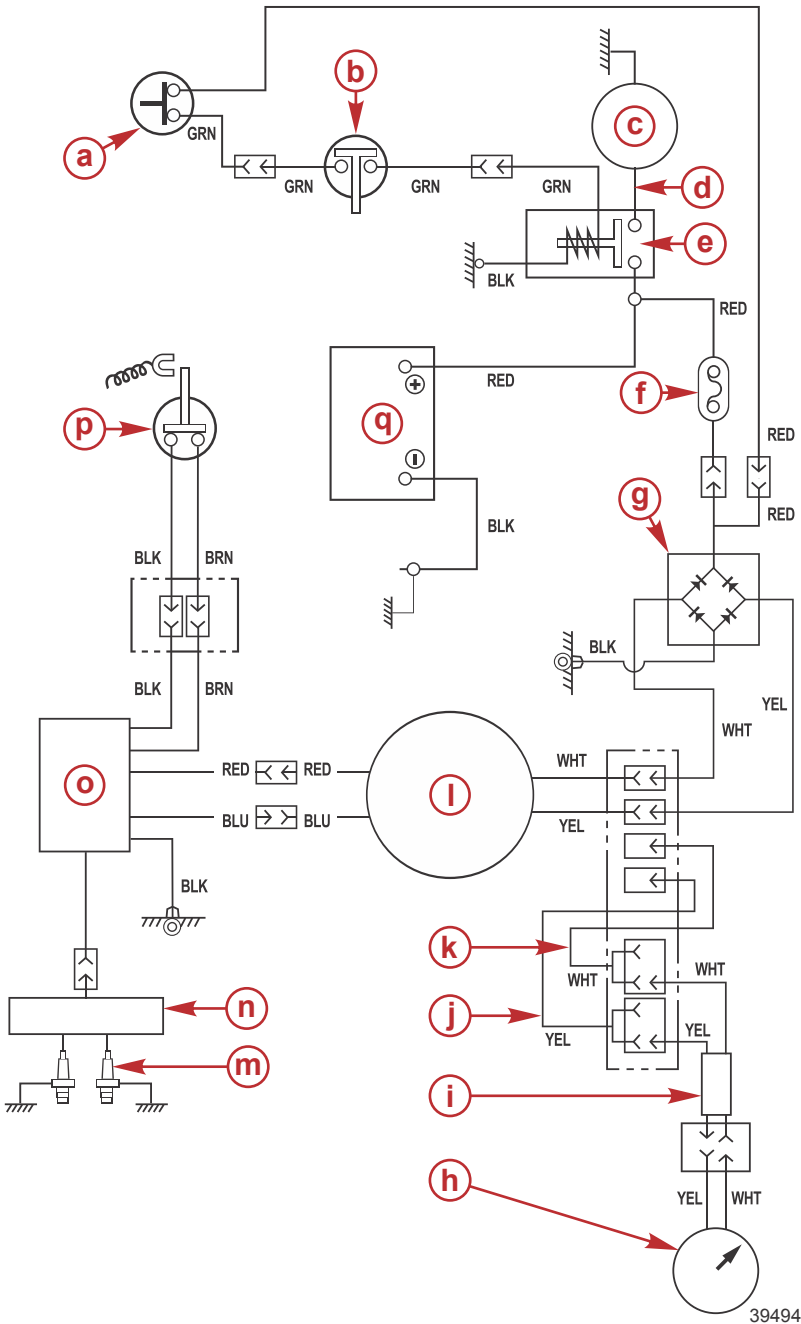 b
c
a
GRN
GRN
GRN
GRN
d
e
BLK
RED
RED
f
q
p
RED
g
RED
BLK
BLK
BRN
BLK
BLK
BRN
YEL
WHT
WHT
o
RED
RED
l
BLU
BLU
YEL
BLK
k
WHT
WHT
n
j
YEL
YEL
m
i
h
YEL
WHT
39494